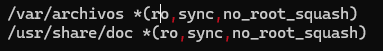 /var/archivos *(ro,sync,no_root_squash)
/usr/share/doc *(ro,sync,no_root_squash)